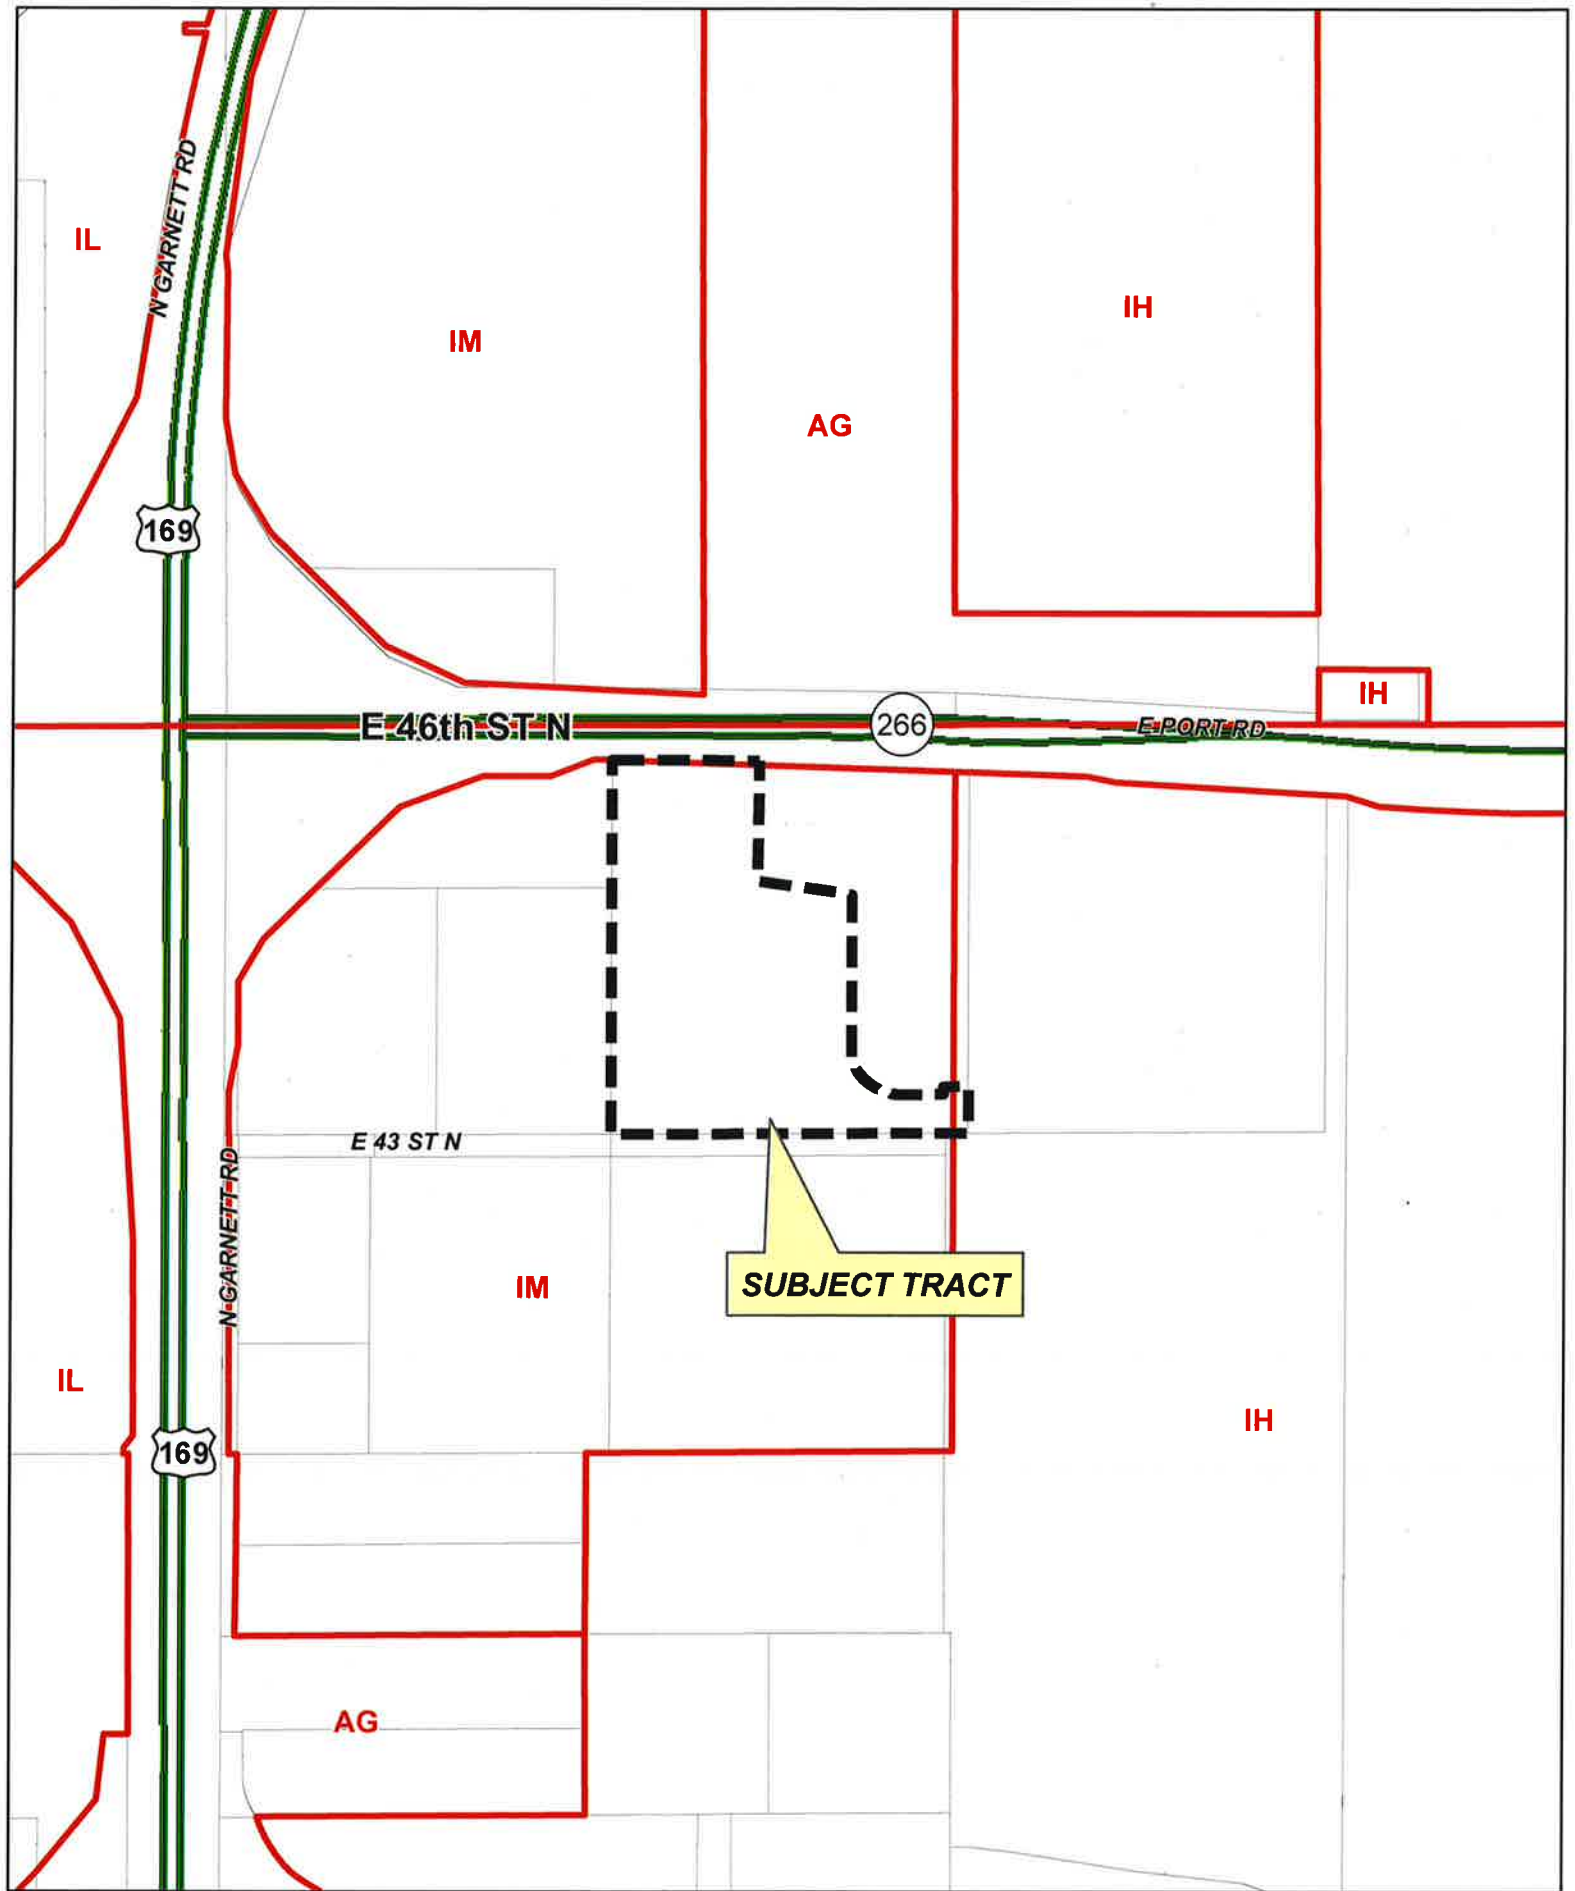 N GARNETT RD
IL
IH
IM
AG
169
IH
E 46th ST N
266
E PORT RD
E 43 ST N
N GARNETT RD
SUBJECT TRACT
IM
IL
IH
169
AG